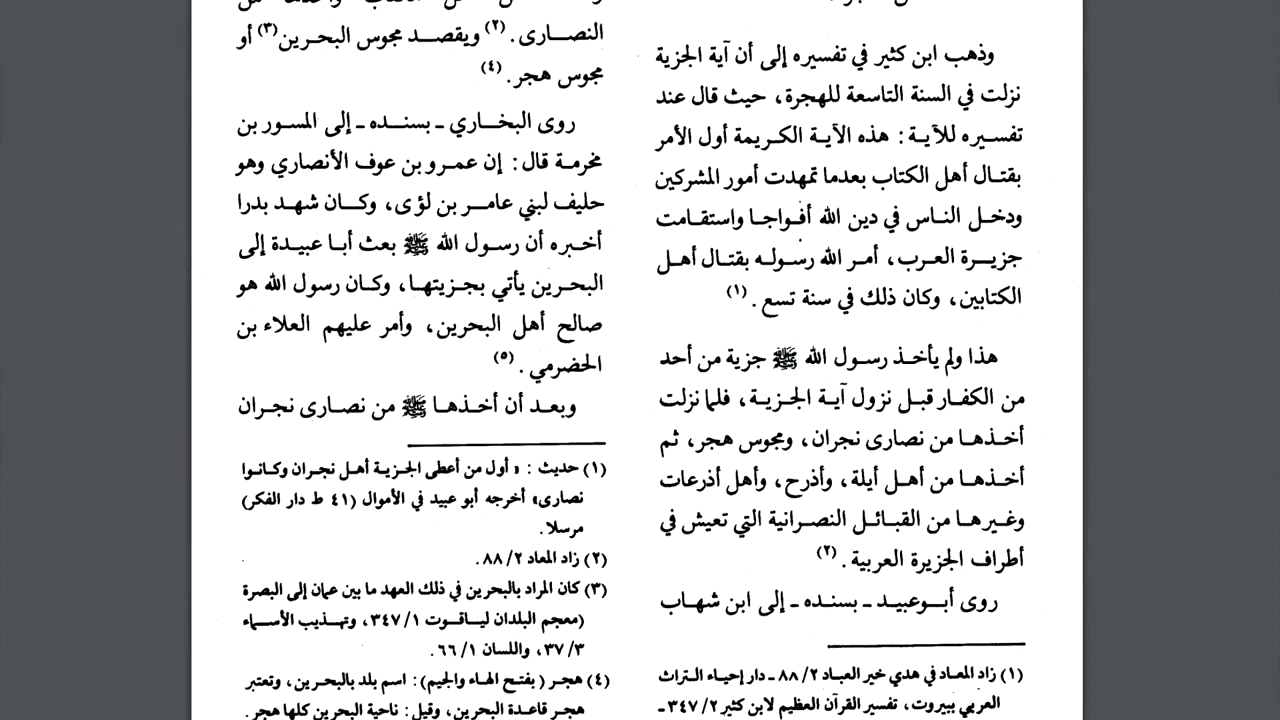 وذهب ابن كثير في تفسيره إلى أن آية الجزية
نزلت في السنة التاسعة للهجرة، حيث قال عند
تفسيره للآية: هذه الآية الكريمة أول الأمر
بقتال أهل الكتاب بعدما تمهدت أمور المشركين
ودخل الناس في دين الله أفواجا واستقامت
جزيرة العرب، أمر الله رسوله بقتال أهل
الكتابين، وكان ذلك في سنة تسع. (١)
هذا ولم يأخذ رسول الله ﷺ جزية من أحد
من الكفار قبل نزول آية الجزية، فلما نزلت
أخذها من نصارى نجران، ومجوس هجر، ثم
أخذها من أهل أيلة، وأذرح، وأهل أذرعات
وغيرها من القبائل النصرانية التي تعيش في
أطراف الجزيرة العربية. (٢)
روى أبوعبيد ـ بسنده ـ إلى ابن شهاب
(١) زاد المعاد في هدي خير العباد ٢/ ٨٨ ـ دار إحياء التراث
العربي ببيروت، تفسير القرآن العظيم لابن كثير ٢/ ٣٤٧ ـ
النصارى. (٢) ويقصد مجوس البحرين(٣) أو
مجوس هجر. (٤)
روى البخاري ـ بسنده ـ إلى المسور بن
مخرمة قال: إن عمرو بن عوف الأنصاري وهو
حليف لبني عامر بن لؤى، وكان شهد بدرا
أخبره أن رسول الله ﷺ بعث أبا عبيدة إلى
البحرين يأتي بجزيتها، وكان رسول الله هو
صالح أهل البحرين، وأمر عليهم العلاء بن
الحضرمي. (٥)
وبعد أن أخذها ﷺ من نصارى نجران
(١) حديث: «أول من أعطى الجزية أهل نجران وكانوا
نصارى» أخرجه أبو عبيد في الأموال (٤١ ط دار الفكر)
مرسلا.
(٢) زاد المعاد ٢/ ٨٨.
(٣) كان المراد بالبحرين في ذلك العهد ما بين عمان إلى البصرة
(معجم البلدان لياقوت ١/ ٣٤٧، وتهذيب الأسماء
٣/ ٣٧، واللسان ١/ ٦٦.
(٤) هجر (بفتح الهاء والجيم): اسم بلد بالبحرين، وتعتبر
هجر قاعدة البحرين، وقيل: ناحية البحرين كلها هجر.